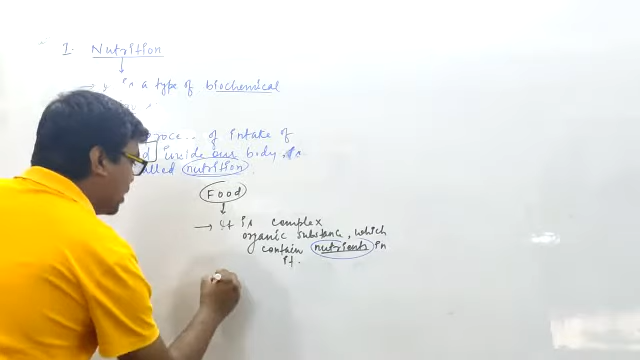 1. Nutrition
→ is a type of biochemical
of intake of
inside our body, is
called nutrition.
Food
→ It is complex
organic substance, which
contain nutrients in
it.